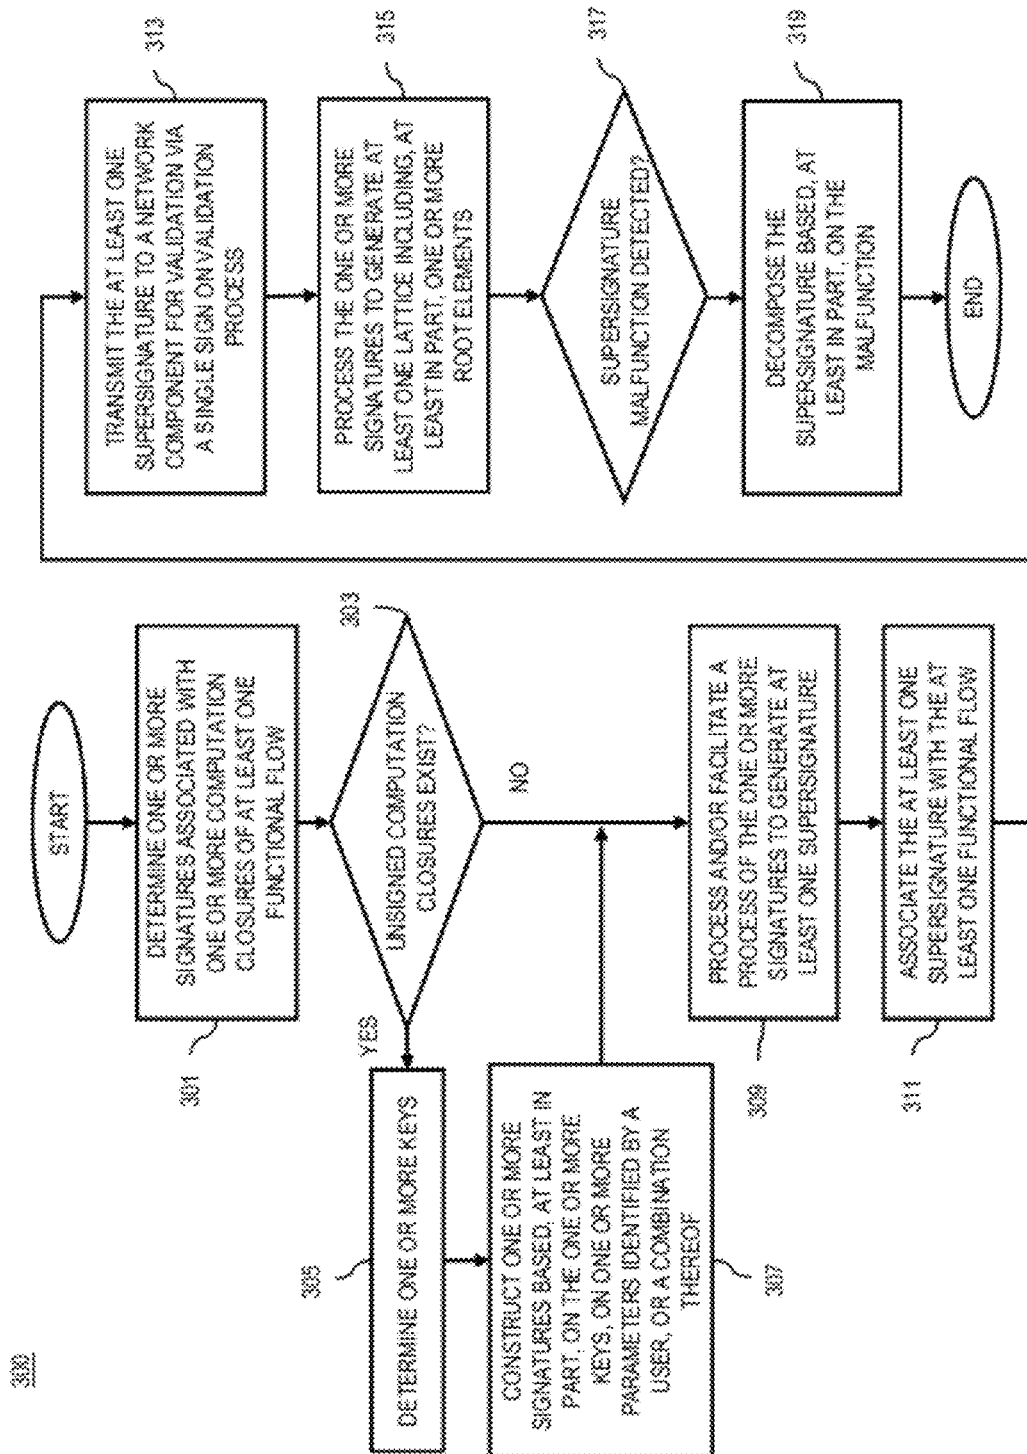 300
START
DETERMINE ONE OR MORE
SIGNATURES ASSOCIATED WITH
ONE OR MORE COMPUTATION
CLOSURES OF AT LEAST ONE
FUNCTIONAL FLOW
301
UNSIGNED COMPUTATION
CLOSURES EXIST?
303
YES
NO
DETERMINE ONE OR MORE KEYS
305
CONSTRUCT ONE OR MORE
SIGNATURES BASED, AT LEAST IN
PART, ON THE ONE OR MORE
KEYS, ON ONE OR MORE
PARAMETERS IDENTIFIED BY A
USER, OR A COMBINATION
THEREOF
307
PROCESS AND/OR FACILITATE A
PROCESS OF THE ONE OR MORE
SIGNATURES TO GENERATE AT
LEAST ONE SUPERSIGNATURE
309
ASSOCIATE THE AT LEAST ONE
SUPERSIGNATURE WITH THE AT
LEAST ONE FUNCTIONAL FLOW
311
TRANSMIT THE AT LEAST ONE
SUPERSIGNATURE TO A NETWORK
COMPONENT FOR VALIDATION VIA
A SINGLE SIGN ON VALIDATION
PROCESS
313
PROCESS THE ONE OR MORE
SIGNATURES TO GENERATE AT
LEAST ONE LATTICE INCLUDING, AT
LEAST IN PART, ONE OR MORE
ROOT ELEMENTS
315
SUPERSIGNATURE
MALFUNCTION DETECTED?
317
DECOMPOSE THE
SUPERSIGNATURE BASED, AT
LEAST IN PART, ON THE
MALFUNCTION
319
END